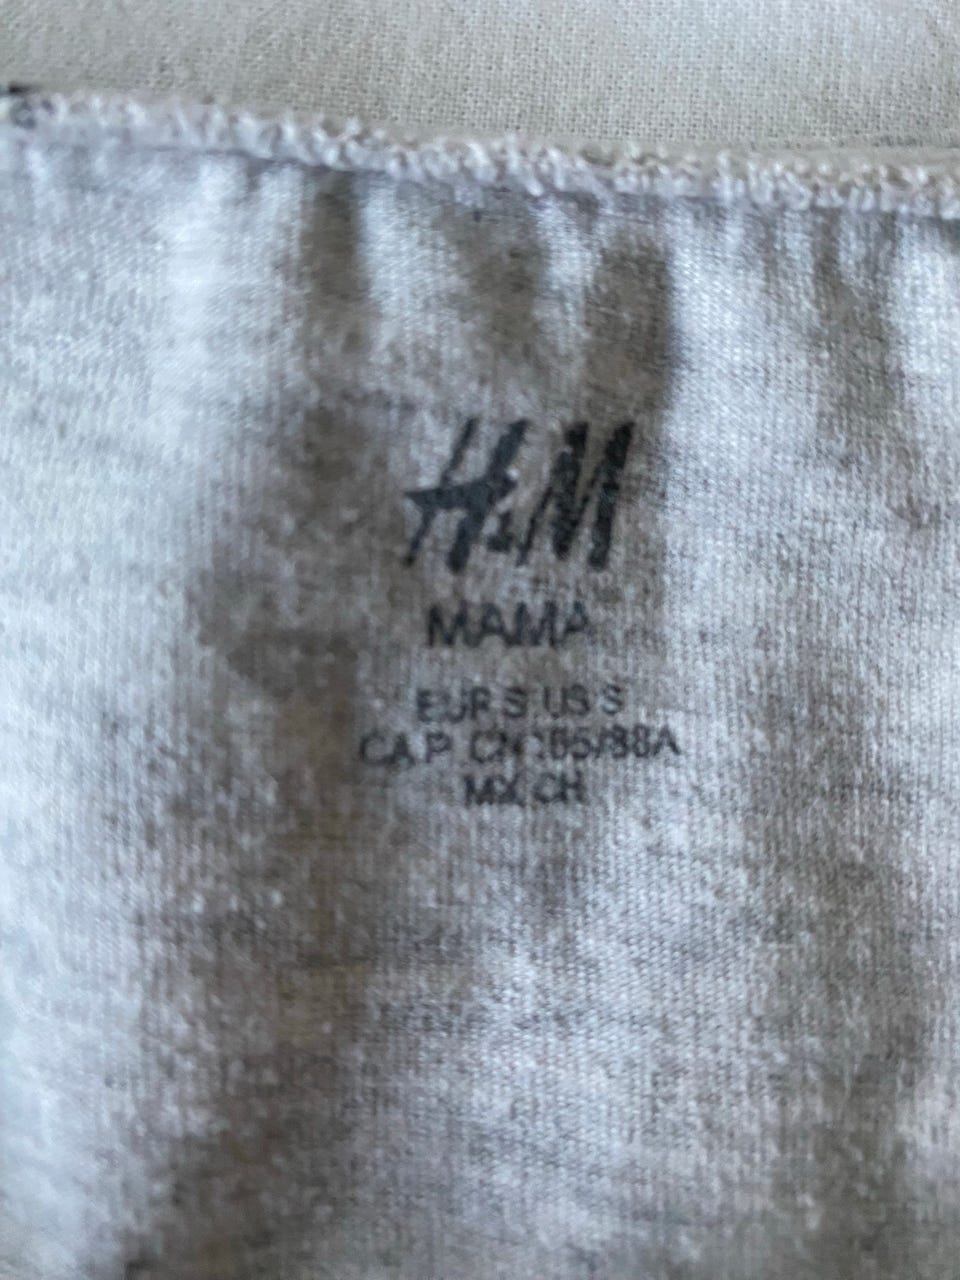 H&M
MAMA
EUR S US S
CA P CN 165/88A
MX CH